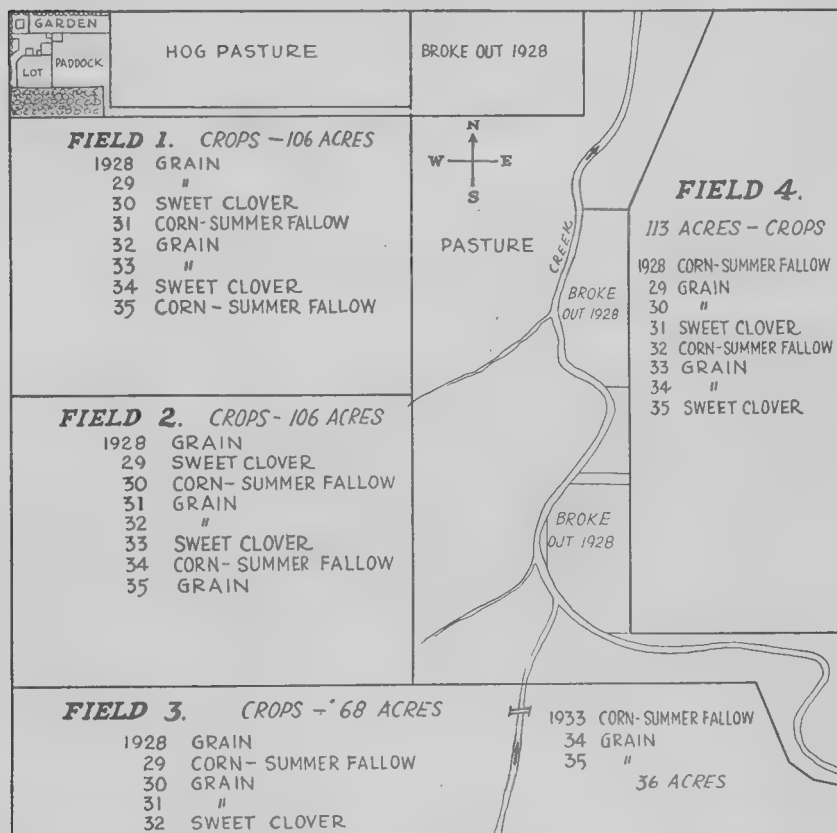 GARDEN
LOT
PADDOCK
HOG PASTURE
BROKE OUT 1928
N
W E
S
PASTURE
CREEK
BROKE
OUT 1928
BROKE
OUT 1928
FIELD 1. CROPS - 106 ACRES
1928 GRAIN
29 "
30 SWEET CLOVER
31 CORN-SUMMER FALLOW
32 GRAIN
33 "
34 SWEET CLOVER
35 CORN-SUMMER FALLOW
FIELD 2. CROPS - 106 ACRES
1928 GRAIN
29 SWEET CLOVER
30 CORN-SUMMER FALLOW
31 GRAIN
32 "
33 SWEET CLOVER
34 CORN-SUMMER FALLOW
35 GRAIN
FIELD 4.
113 ACRES - CROPS
1928 CORN-SUMMER FALLOW
29 GRAIN
30 "
31 SWEET CLOVER
32 CORN-SUMMER FALLOW
33 GRAIN
34 "
35 SWEET CLOVER
FIELD 3. CROPS - 68 ACRES
1928 GRAIN
29 CORN-SUMMER FALLOW
30 GRAIN
31 "
32 SWEET CLOVER
1933 CORN-SUMMER FALLOW
34 GRAIN
35 "
36 ACRES